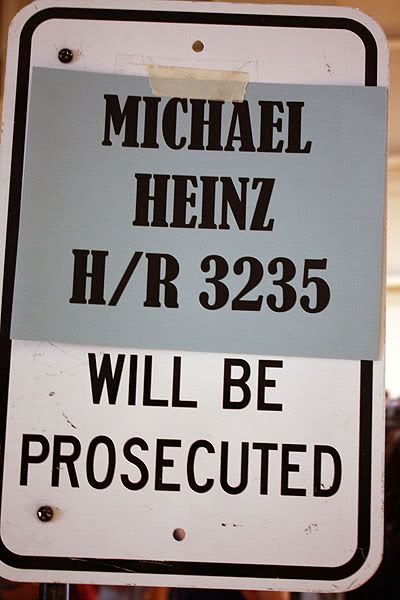 MICHAEL
HEINZ
H/R 3235
WILL BE
PROSECUTED